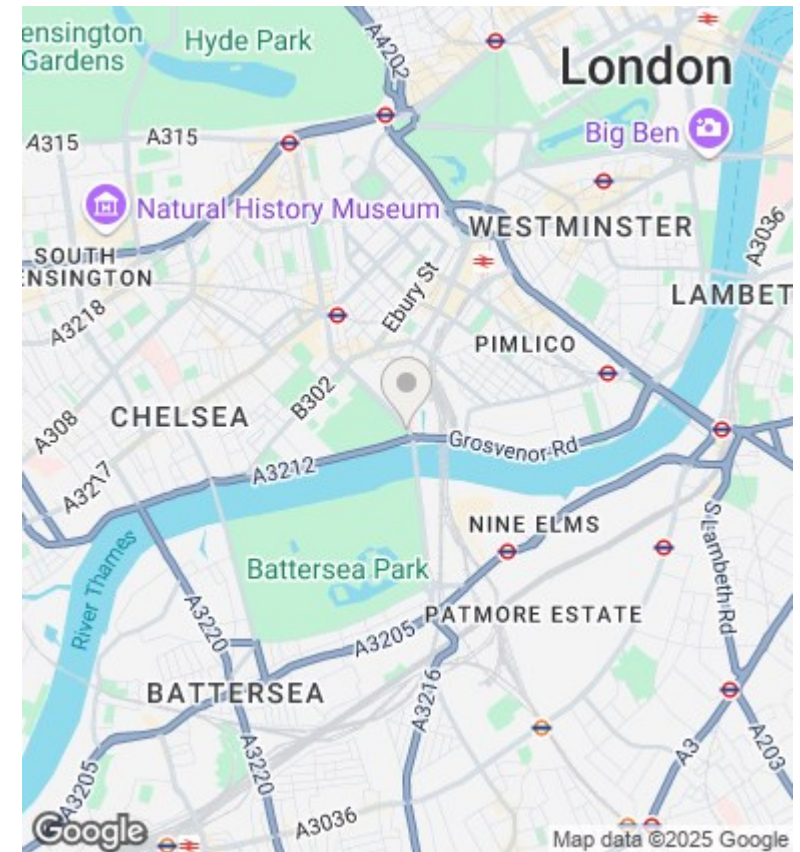 ensington
Gardens
Hyde Park
A4202
London
A315
A315
Big Ben
Natural History Museum
WESTMINSTER
A3036
SOUTH
ENSINGTON
Ebury St
LAMBET
A3218
PIMLICO
B302
A308
CHELSEA
Grosvenor Rd
A3212
A3217
NINE ELMS
S Lambeth Rd
River Thames
Battersea Park
A3220
PATMORE ESTATE
A3205
BATTERSEA
A3216
A3
A203
A3205
A3220
A3036
Google
Map data ©2025 Google